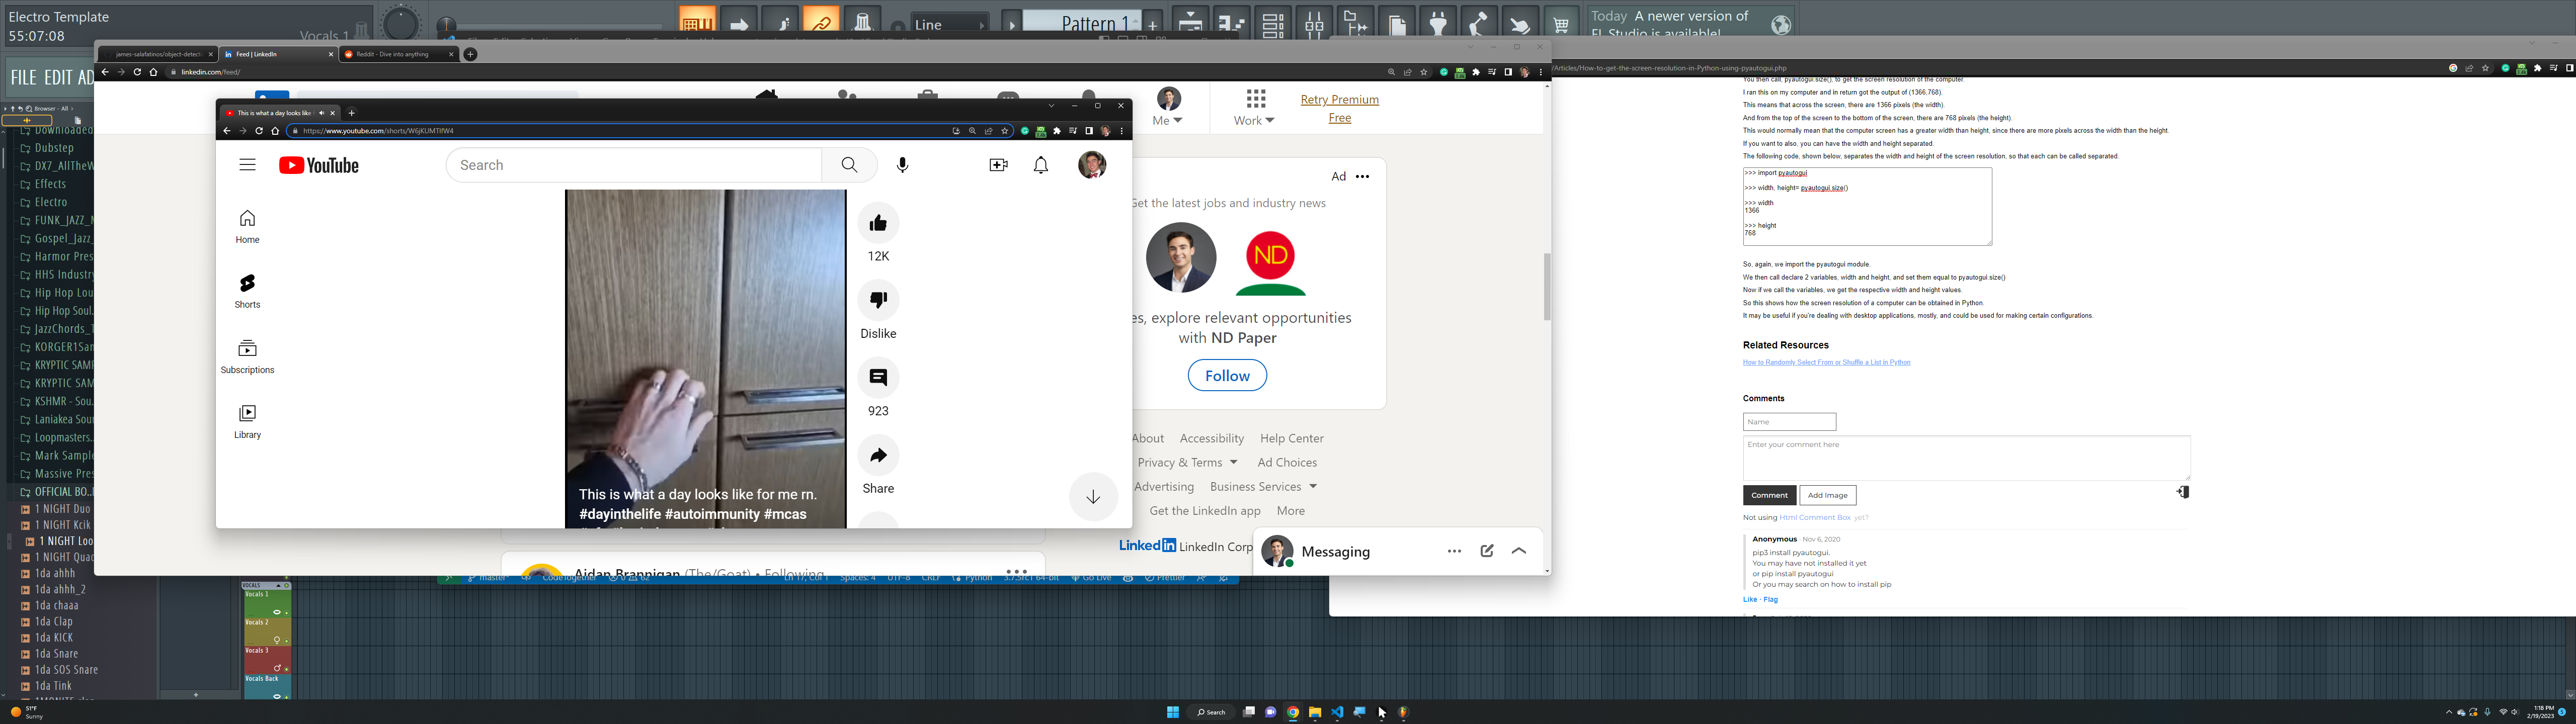 Electro Template
55:07:08
Vocals 1
Line
Pattern 1
Today A newer version of
FL Studio is available!
FILE EDIT AD
Browser - All
Downloaded
Dubstep
DX7_AllTheW
Effects
Electro
FUNK_JAZZ_
Gospel_Jazz_
Harmor Pres
HHS Industry
Hip Hop Lou
Hip Hop Soul.
JazzChords_
KORGER1San
KRYPTIC SAMP
KRYPTIC SAM
KSHMR - Sou.
Laniakea Sour
Loopmasters.
Mark Sample
Massive Pres
OFFICIAL BO..
1 NIGHT Duo
1 NIGHT Kcik
1 NIGHT Loo
1 NIGHT Quad
1da ahhh
1da ahhh_2
1da chaaa
1da Clap
1da KICK
1da Snare
1da SOS Snare
1da Tink
VOCALS
Vocals 1
Vocals 2
Vocals 3
Vocals Back
james-salafatinos/object-detect
Feed | LinkedIn
Reddit - Dive into anything
linkedin.com/feed/
Me
Work
Retry Premium
Free
Ad
Get the latest jobs and industry news
ND
es, explore relevant opportunities
with ND Paper
Follow
About Accessibility Help Center
Privacy & Terms Ad Choices
Advertising Business Services
Get the LinkedIn app More
LinkedIn LinkedIn Corp
Messaging
Aidan Brannigan (The/Goat) • Following
This is what a day looks like
https://www.youtube.com/shorts/W6jKUMTlfW4
YouTube
Search
Home
Shorts
Subscriptions
Library
12K
Dislike
923
Share
This is what a day looks like for me rn.
#dayinthelife #autoimmunity #mcas
master
CodeTogether
0 62
Ln 17, Col 1 Spaces: 4 UTF-8 CRLF Python 3.7.5rc1 64-bit Go Live Prettier
/Articles/How-to-get-the-screen-resolution-in-Python-using-pyautogui.php
You then call, pyautogui.size(), to get the screen resolution of the computer.
I ran this on my computer and in return got the output of (1366,768).
This means that across the screen, there are 1366 pixels (the width).
And from the top of the screen to the bottom of the screen, there are 768 pixels (the height).
This would normally mean that the computer screen has a greater width than height, since there are more pixels across the width than the height.
If you want to also, you can have the width and height separated.
The following code, shown below, separates the width and height of the screen resolution, so that each can be called separately.
>>> import pyautogui
>>> width, height= pyautogui.size()
>>> width
1366
>>> height
768
So, again, we import the pyautogui module.
We then call declare 2 variables, width and height, and set them equal to pyautogui.size()
Now if we call the variables, we get the respective width and height values.
So this shows how the screen resolution of a computer can be obtained in Python.
It may be useful if you're dealing with desktop applications, mostly, and could be used for making certain configurations.
Related Resources
How to Randomly Select From or Shuffle a List in Python
Comments
Name
Enter your comment here
Comment
Add Image
Not using Html Comment Box yet?
Anonymous · Nov 6, 2020
pip3 install pyautogui.
You may have not installed it yet
or pip install pyautogui
Or you may search on how to install pip
Like · Flag
51°F
Sunny
Search
1:18 PM
2/19/2023